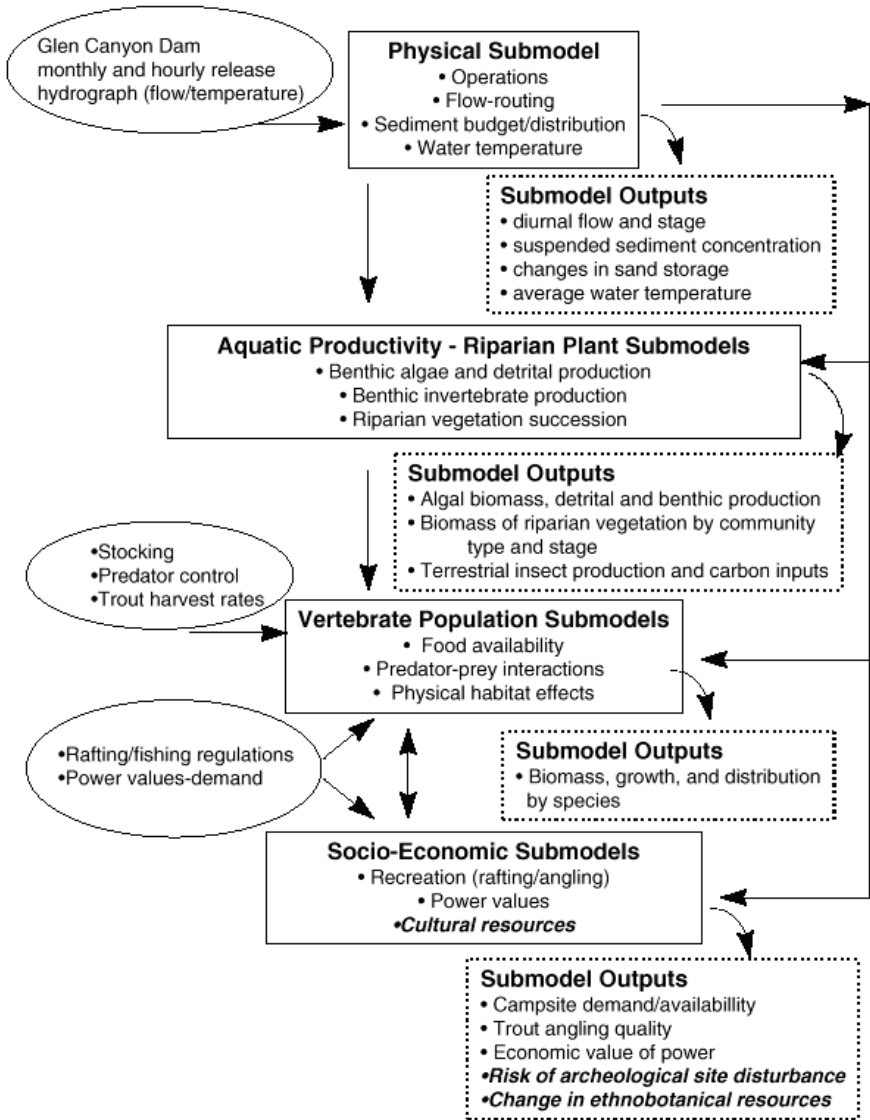 Glen Canyon Dam
monthly and hourly release
hydrograph (flow/temperature)
Physical Submodel
• Operations
• Flow-routing
• Sediment budget/distribution
• Water temperature
Submodel Outputs
• diurnal flow and stage
• suspended sediment concentration
• changes in sand storage
• average water temperature
Aquatic Productivity - Riparian Plant Submodels
• Benthic algae and detrital production
• Benthic invertebrate production
• Riparian vegetation succession
Submodel Outputs
• Algal biomass, detrital and benthic production
• Biomass of riparian vegetation by community
type and stage
• Terrestrial insect production and carbon inputs
•Stocking
•Predator control
•Trout harvest rates
Vertebrate Population Submodels
• Food availability
• Predator-prey interactions
• Physical habitat effects
Submodel Outputs
• Biomass, growth, and distribution
by species
•Rafting/fishing regulations
•Power values-demand
Socio-Economic Submodels
• Recreation (rafting/angling)
• Power values
•Cultural resources
Submodel Outputs
• Campsite demand/availabillity
• Trout angling quality
• Economic value of power
•Risk of archeological site disturbance
•Change in ethnobotanical resources